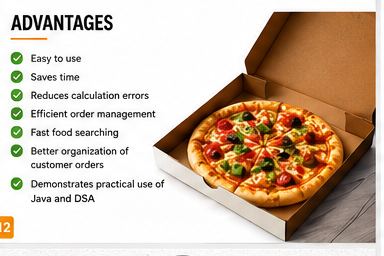 ADVANTAGES
Easy to use
Saves time
Reduces calculation errors
Efficient order management
Fast food searching
Better organization of
customer orders
Demonstrates practical use of
Java and DSA
12